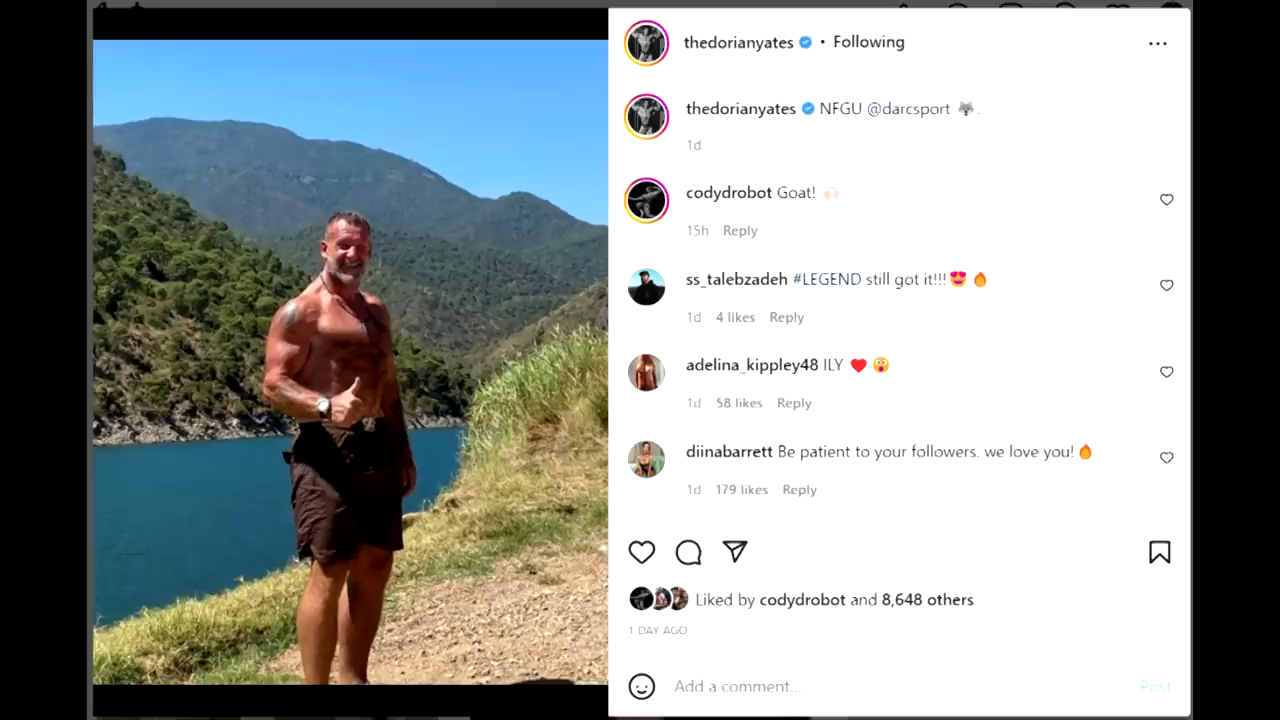 thedorianyates • Following
thedorianyates NFGU @darcsport 🐺 .
1d
codydrobot Goat! 🙌🏻
15h Reply
ss_talebzadeh #LEGEND still got it!!!😍 🔥
1d 4 likes Reply
adelina_kippley48 ILY ❤️ 😱
1d 58 likes Reply
diinabarrett Be patient to your followers. we love you!🔥
1d 179 likes Reply
Liked by codydrobot and 8,648 others
1 DAY AGO
Add a comment... Post